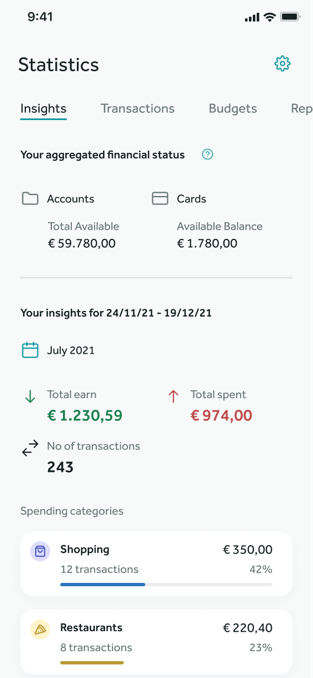 9:41
Statistics
Insights Transactions Budgets Rep
Your aggregated financial status ?
Accounts Cards
Total Available Available Balance
€ 59.780,00 € 1.780,00
Your insights for 24/11/21 - 19/12/21
July 2021
Total earn Total spent
€ 1.230,59 € 974,00
No of transactions
243
Spending categories
Shopping € 350,00
12 transactions 42%
Restaurants € 220,40
8 transactions 23%